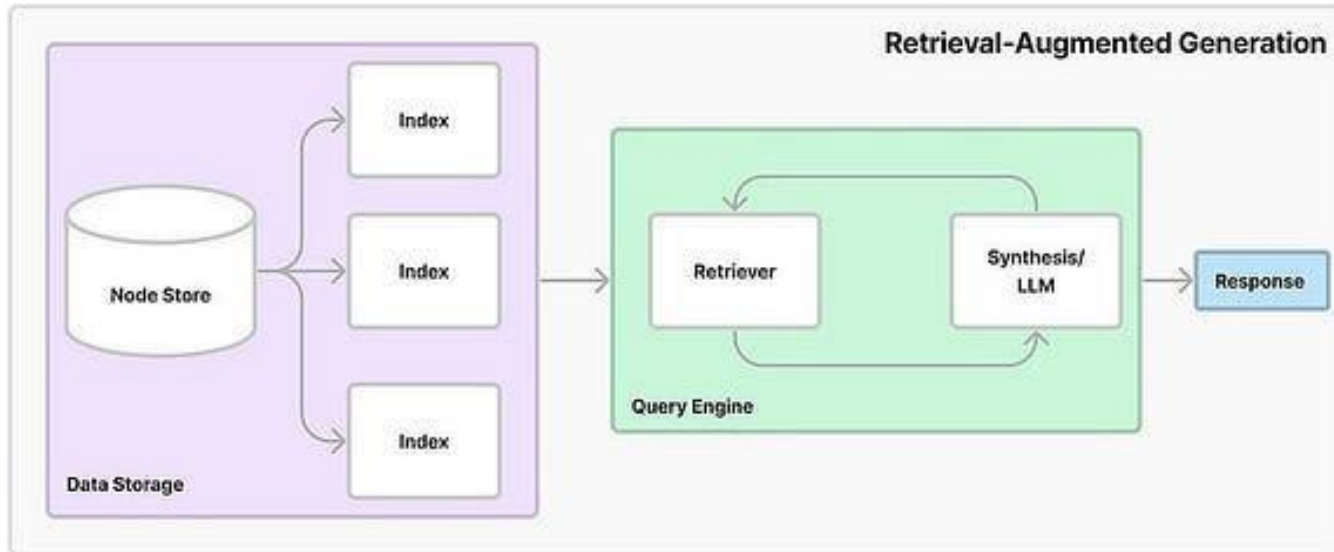 Retrieval-Augmented Generation
Index
Node Store
Index
Index
Data Storage
Retriever
Synthesis/
LLM
Query Engine
Response